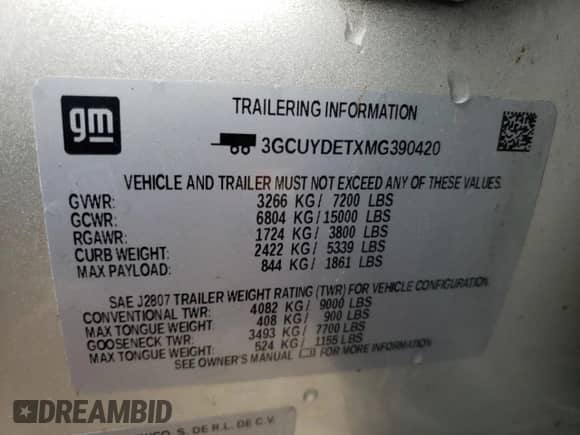 gm
TRAILERING INFORMATION
3GCUYDETXMG390420
VEHICLE AND TRAILER MUST NOT EXCEED ANY OF THESE VALUES.
GVWR: 3266 KG / 7200 LBS
GCWR: 6804 KG / 15000 LBS
RGAWR: 1724 KG / 3800 LBS
CURB WEIGHT: 2422 KG / 5339 LBS
MAX PAYLOAD: 844 KG / 1861 LBS
SAE J2807 TRAILER WEIGHT RATING (TWR) FOR VEHICLE CONFIGURATION.
CONVENTIONAL TWR: 4082 KG / 9000 LBS
MAX TONGUE WEIGHT: 408 KG / 900 LBS
GOOSENECK TWR: 3493 KG / 7700 LBS
MAX TONGUE WEIGHT: 524 KG / 1155 LBS
SEE OWNER'S MANUAL FOR MORE INFORMATION
S. DE R.L. DE C.V.
DREAMBID